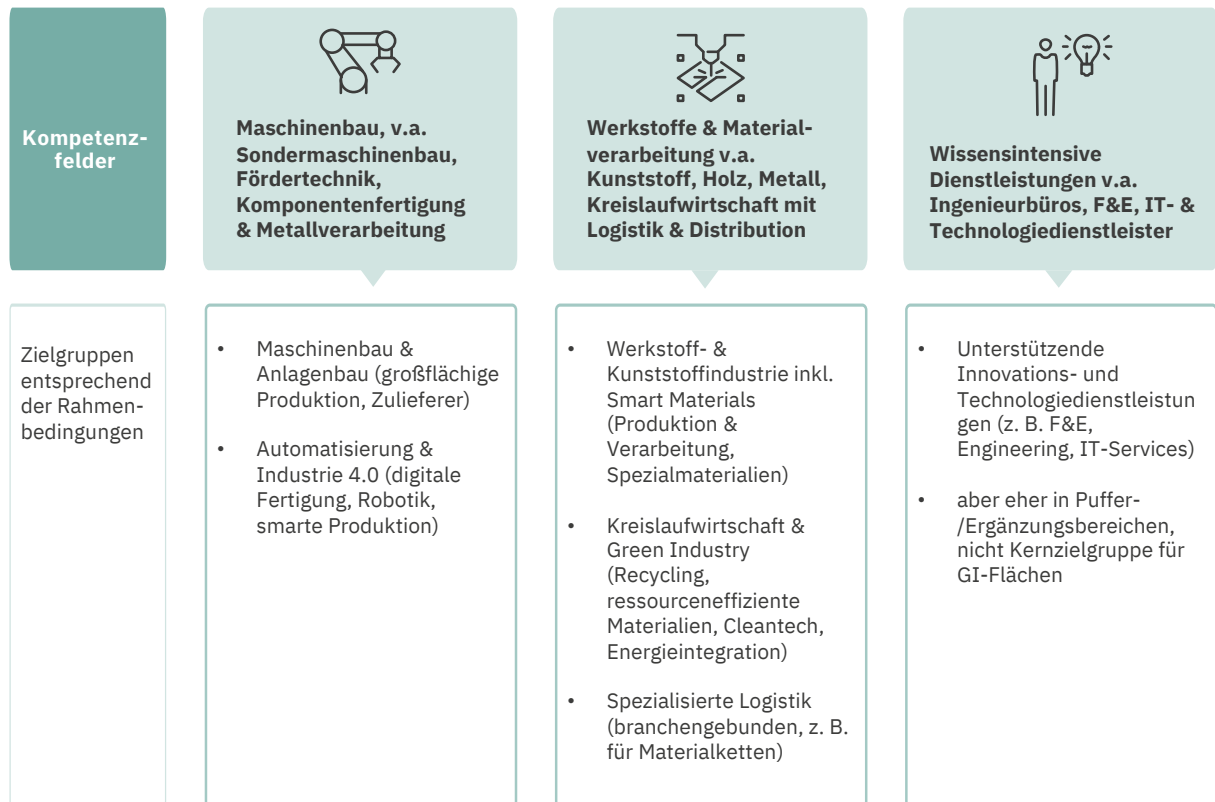 Kompetenz-
felder
Maschinenbau, v.a.
Sondermaschinenbau,
Fördertechnik,
Komponentenfertigung
& Metallverarbeitung
Werkstoffe & Material-
verarbeitung v.a.
Kunststoff, Holz, Metall,
Kreislaufwirtschaft mit
Logistik & Distribution
Wissensintensive
Dienstleistungen v.a.
Ingenieurbüros, F&E, IT- &
Technologiedienstleister
Zielgruppen
entsprechend
der Rahmen-
bedingungen
• Maschinenbau &
Anlagenbau (großflächige
Produktion, Zulieferer)
• Automatisierung &
Industrie 4.0 (digitale
Fertigung, Robotik,
smarte Produktion)
• Werkstoff- &
Kunststoffindustrie inkl.
Smart Materials
(Produktion &
Verarbeitung,
Spezialmaterialien)
• Kreislaufwirtschaft &
Green Industry
(Recycling,
ressourceneffiziente
Materialien, Cleantech,
Energieintegration)
• Spezialisierte Logistik
(branchengebunden, z. B.
für Materialketten)
• Unterstützende
Innovations- und
Technologiedienstleistun
gen (z. B. F&E,
Engineering, IT-Services)
• aber eher in Puffer-
/Ergänzungsbereichen,
nicht Kernzielgruppe für
GI-Flächen